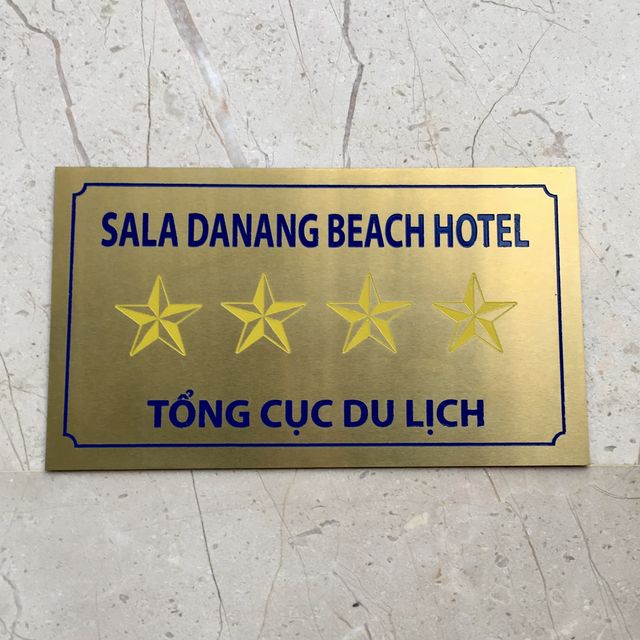 SALA DANANG BEACH HOTEL
TỔNG CỤC DU LỊCH